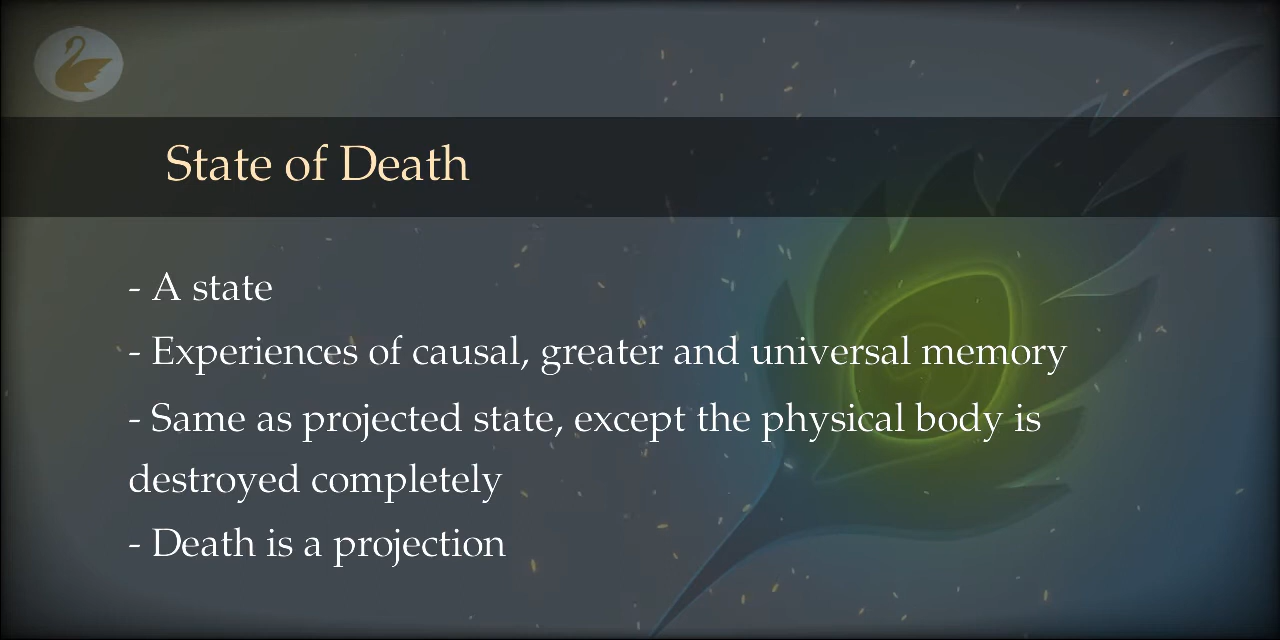 State of Death
- A state
- Experiences of causal, greater and universal memory
- Same as projected state, except the physical body is
destroyed completely
- Death is a projection